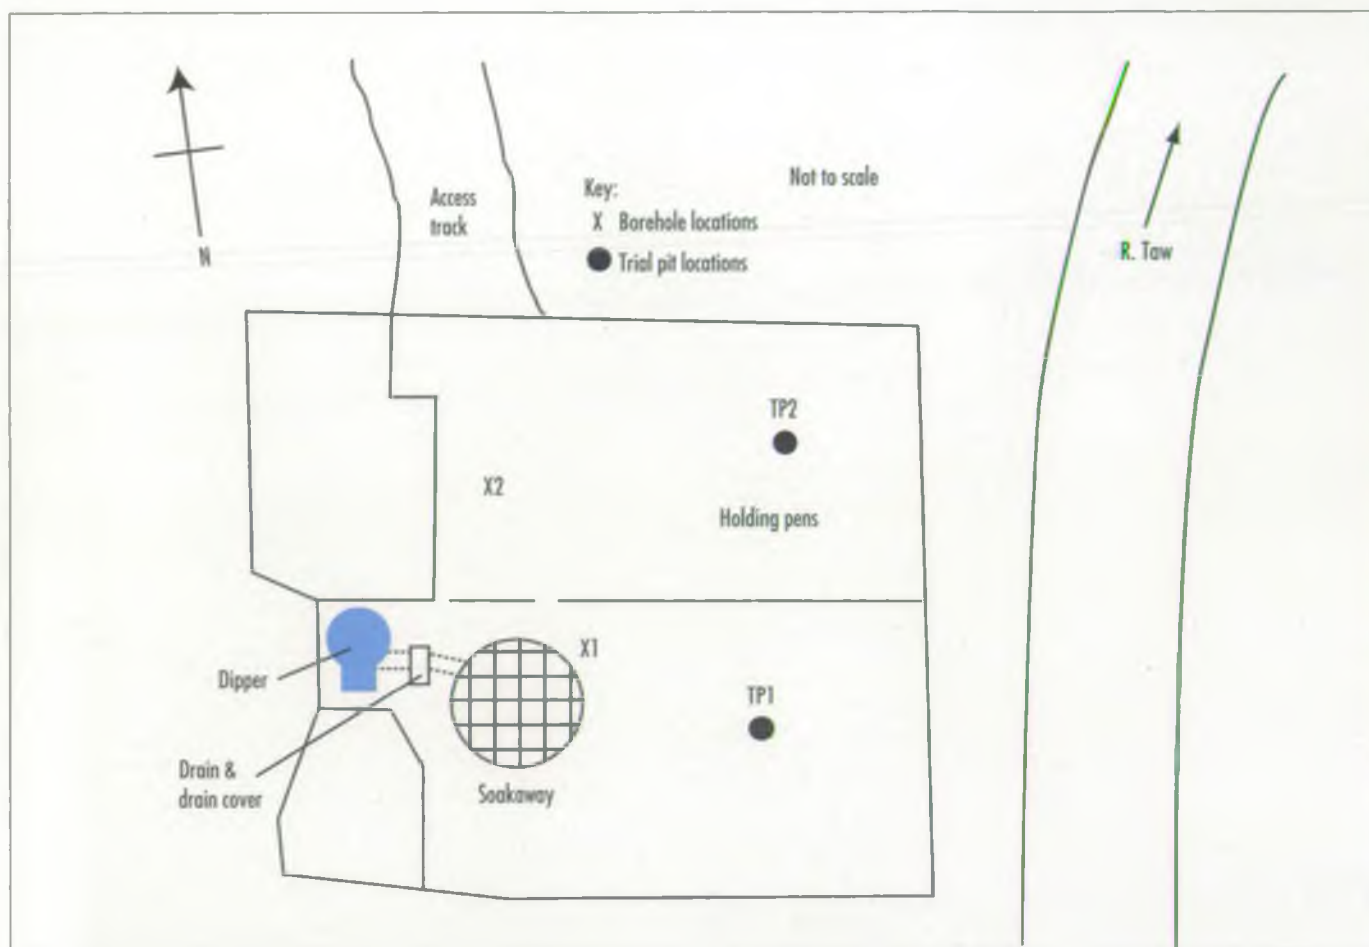 N
Access
track
Key:
X Borehole locations
Trial pit locations
Not to scale
R. Taw
TP2
X2
Holding pens
X1
Dipper
TP1
Drain &
drain cover
Soakaway